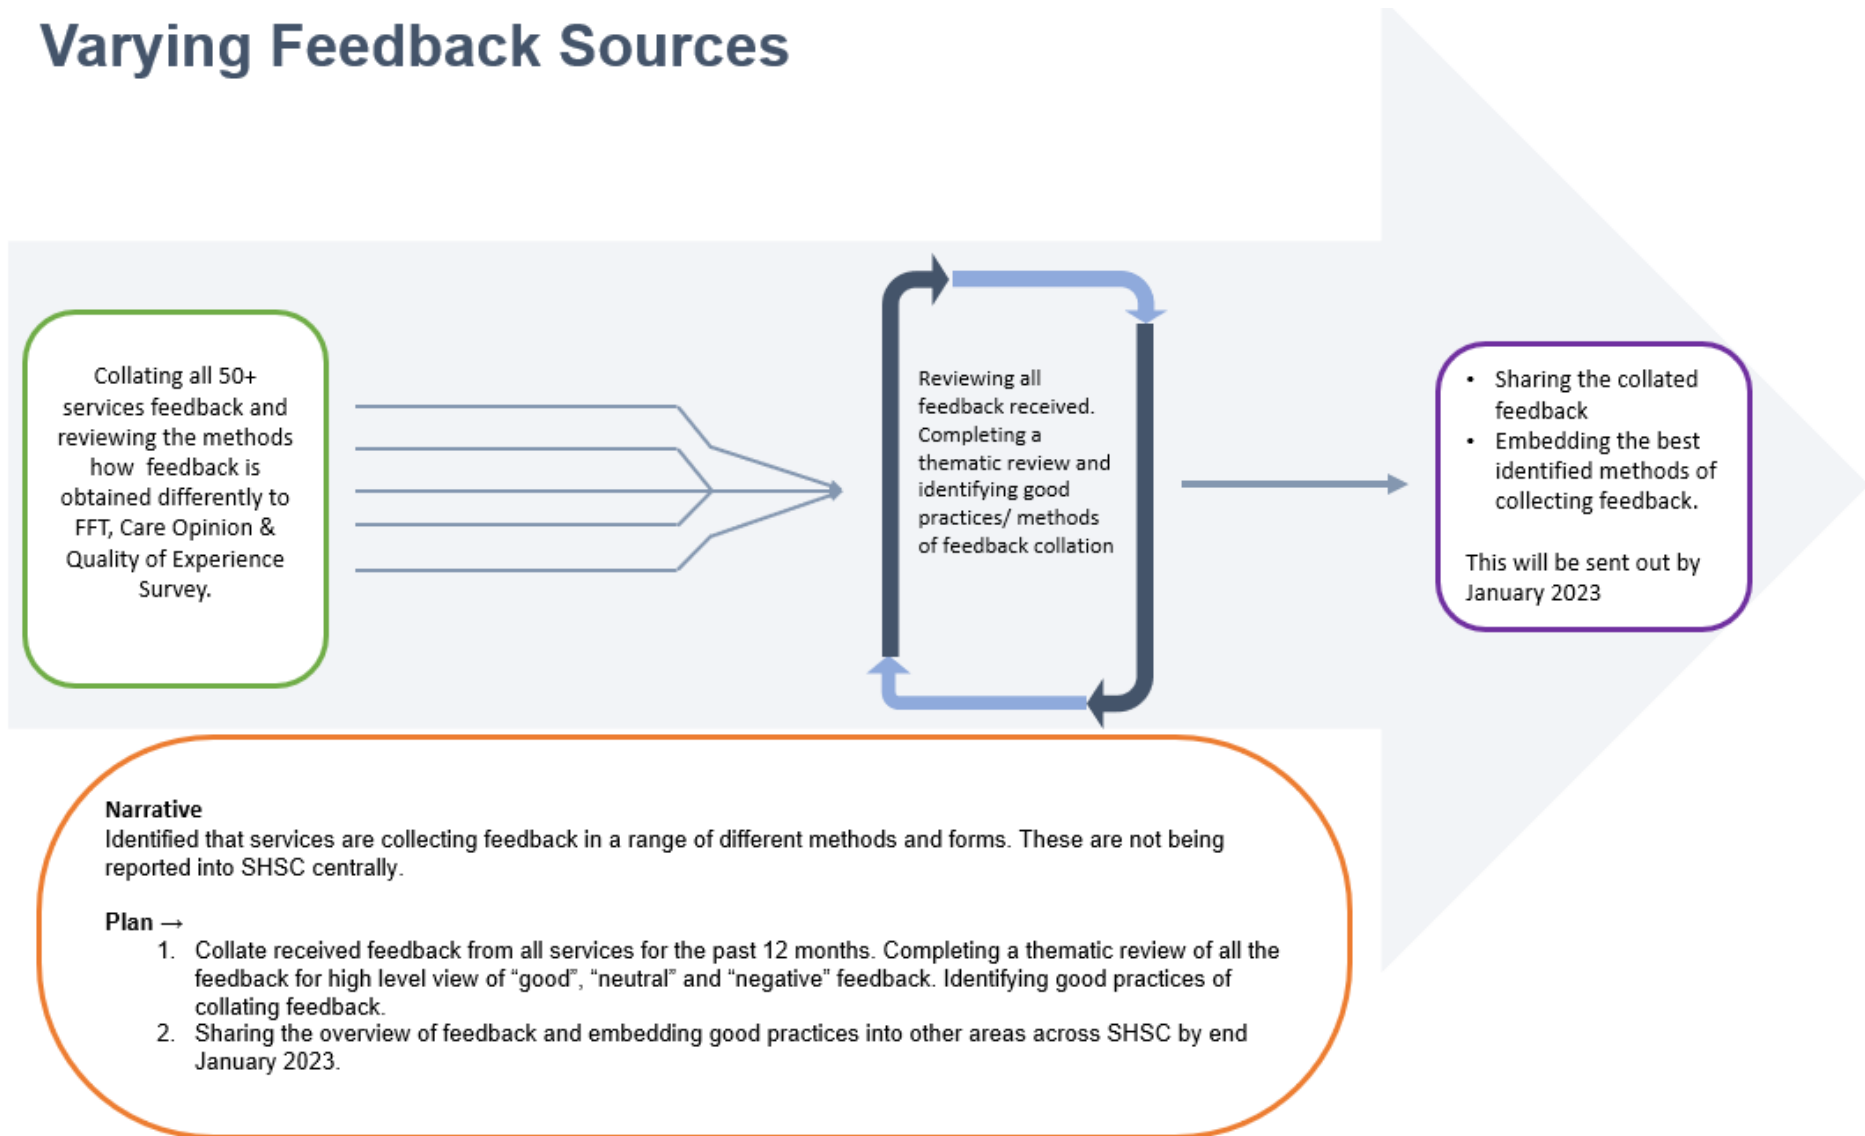 Varying Feedback Sources
Collating all 50+
services feedback and
reviewing the methods
how feedback is
obtained differently to
FFT, Care Opinion &
Quality of Experience
Survey.
Reviewing all
feedback received.
Completing a
thematic review and
identifying good
practices/ methods
of feedback collation
• Sharing the collated
feedback
• Embedding the best
identified methods of
collecting feedback.
This will be sent out by
January 2023
Narrative
Identified that services are collecting feedback in a range of different methods and forms. These are not being
reported into SHSC centrally.
Plan →
1. Collate received feedback from all services for the past 12 months. Completing a thematic review of all the
feedback for high level view of “good”, “neutral” and “negative” feedback. Identifying good practices of
collating feedback.
2. Sharing the overview of feedback and embedding good practices into other areas across SHSC by end
January 2023.